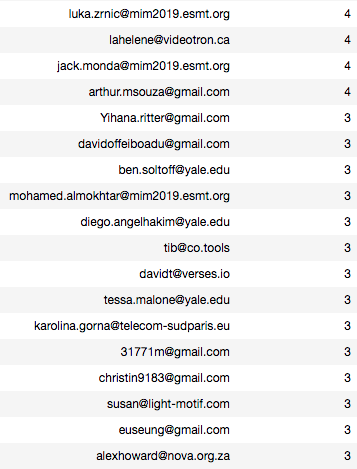 luka.zrnic@mim2019.esmt.org 4
lahelene@videotron.ca 4
jack.monda@mim2019.esmt.org 4
arthur.msouza@gmail.com 4
Yihana.ritter@gmail.com 3
davidoffeiboadu@gmail.com 3
ben.soltoff@yale.edu 3
mohamed.almokhtar@mim2019.esmt.org 3
diego.angelhakim@yale.edu 3
tib@co.tools 3
davidt@verses.io 3
tessa.malone@yale.edu 3
karolina.gorna@telecom-sudparis.eu 3
31771m@gmail.com 3
christin9183@gmail.com 3
susan@light-motif.com 3
euseung@gmail.com 3
alexhoward@nova.org.za 3